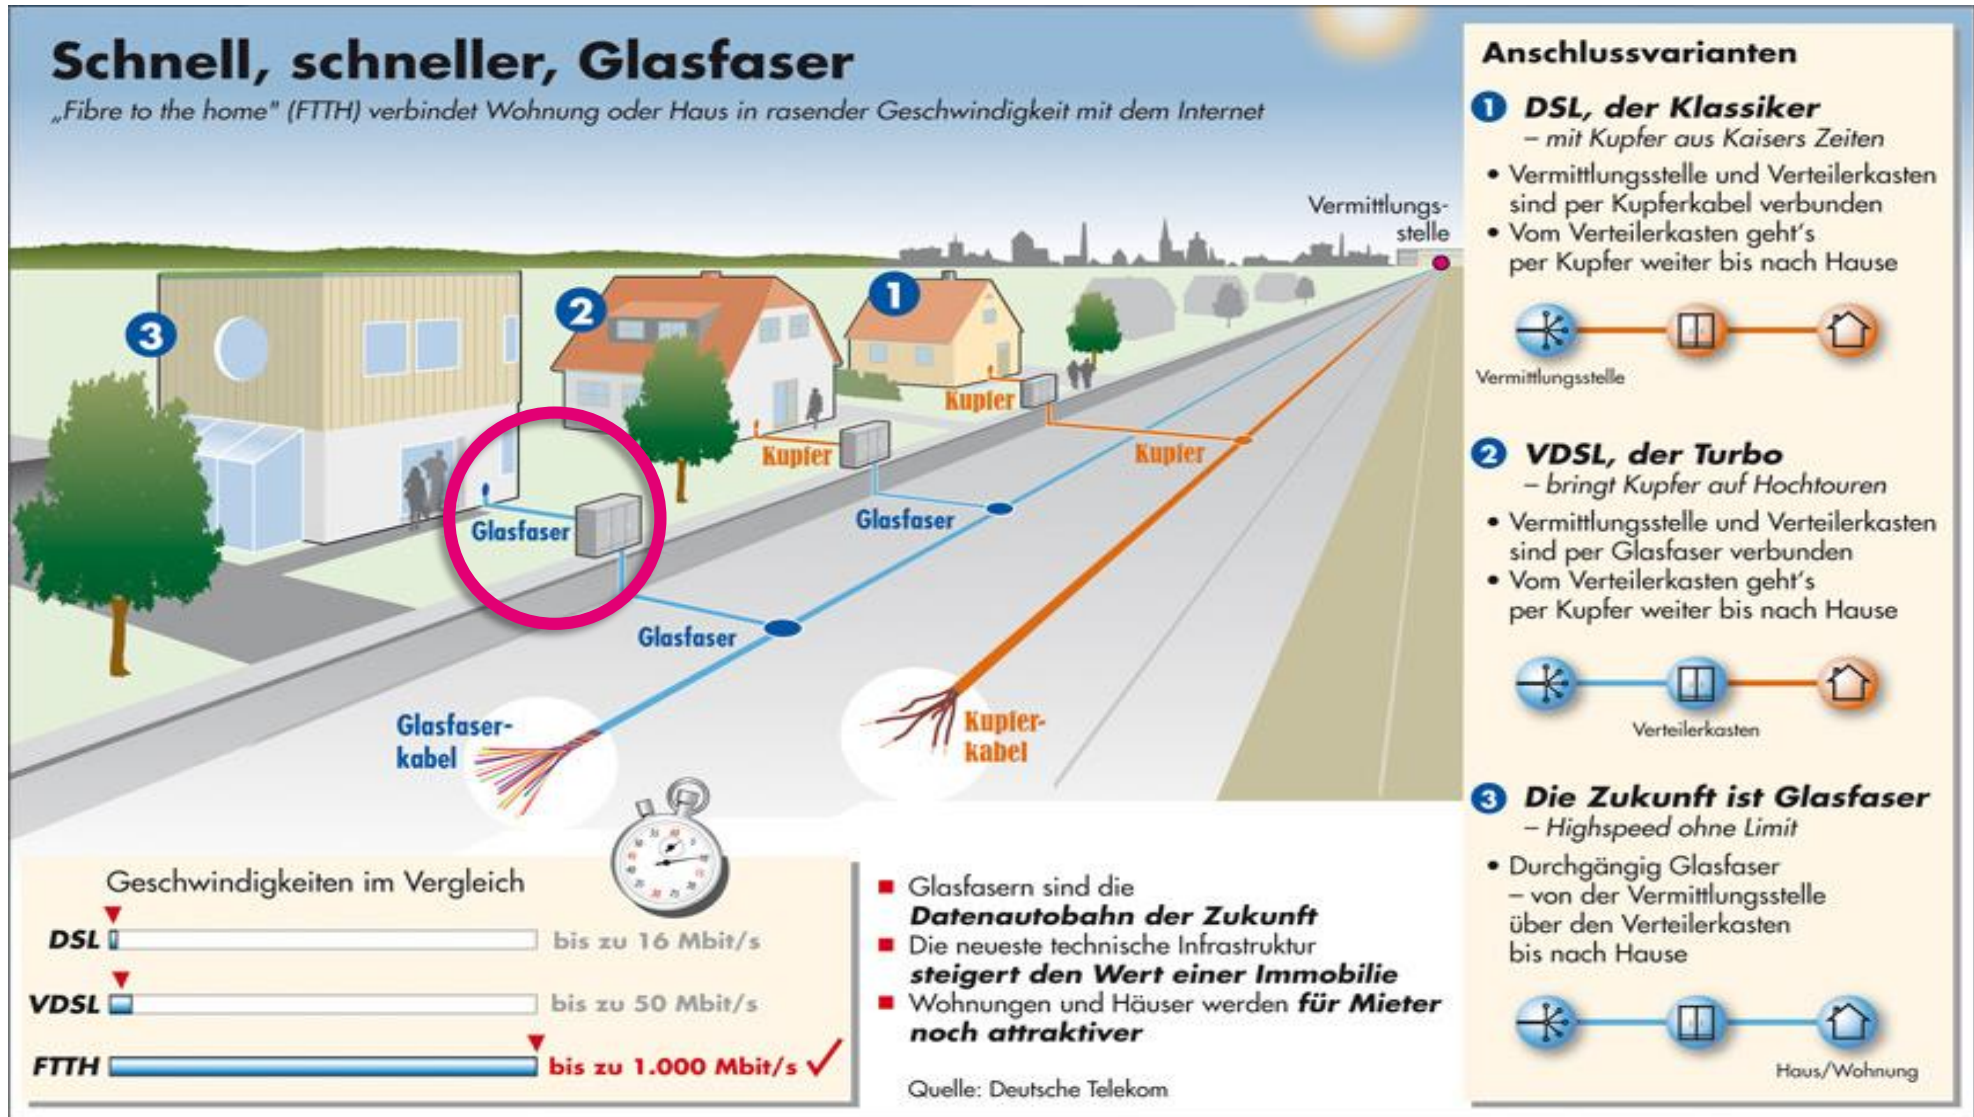 Schnell, schneller, Glasfaser
„Fibre to the home" (FTTH) verbindet Wohnung oder Haus in rasender Geschwindigkeit mit dem Internet
Vermittlungs-
stelle
3
2
1
Kupfer
Kupfer
Kupfer
Glasfaser
Glasfaser
Glasfaser
Glasfaser-
kabel
Kupfer-
kabel
Geschwindigkeiten im Vergleich
DSL bis zu 16 Mbit/s
VDSL bis zu 50 Mbit/s
FTTH bis zu 1.000 Mbit/s
Glasfasern sind die
Datenautobahn der Zukunft
Die neueste technische Infrastruktur
steigert den Wert einer Immobilie
Wohnungen und Häuser werden für Mieter
noch attraktiver
Quelle: Deutsche Telekom
Anschlussvarianten
1 DSL, der Klassiker
– mit Kupfer aus Kaisers Zeiten
• Vermittlungsstelle und Verteilerkasten
sind per Kupferkabel verbunden
• Vom Verteilerkasten geht's
per Kupfer weiter bis nach Hause
Vermittlungsstelle
2 VDSL, der Turbo
– bringt Kupfer auf Hochtouren
• Vermittlungsstelle und Verteilerkasten
sind per Glasfaser verbunden
• Vom Verteilerkasten geht's
per Kupfer weiter bis nach Hause
Verteilerkasten
3 Die Zukunft ist Glasfaser
– Highspeed ohne Limit
• Durchgängig Glasfaser
– von der Vermittlungsstelle
über den Verteilerkasten
bis nach Hause
Haus/Wohnung